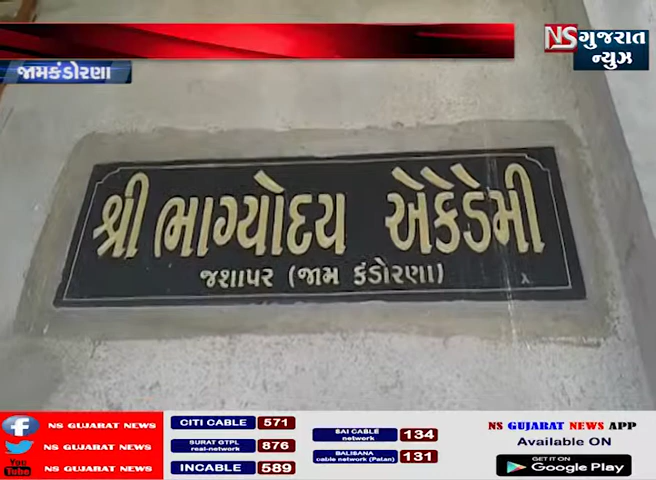 NS ગુજરાત ન્યુઝ
જામકંડોરણા
શ્રી ભાગ્યોદય એકેડેમી
જશાપર (જામ કંડોરણા)
NS GUJARAT NEWS
NS GUJARAT NEWS
You Tube NS GUJARAT NEWS
CITI CABLE 571
SURAT GTPL real-network 876
INCABLE 589
SAI CABLE network 134
BALISANA cable network (Patan) 131
NS GUJARAT NEWS APP
Available ON
GET IT ON
Google Play